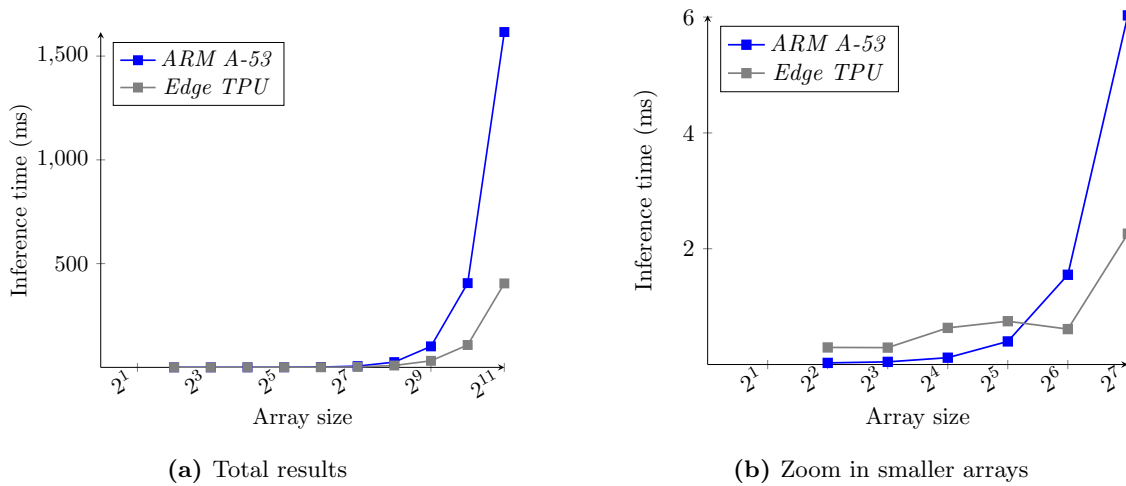 Inference time (ms)
1,500
1,000
500
ARM A-53
Edge TPU
2^1
2^3
2^5
2^7
2^9
2^11
Array size
(a) Total results
Inference time (ms)
6
4
2
ARM A-53
Edge TPU
2^1
2^2
2^3
2^4
2^5
2^6
2^7
Array size
(b) Zoom in smaller arrays